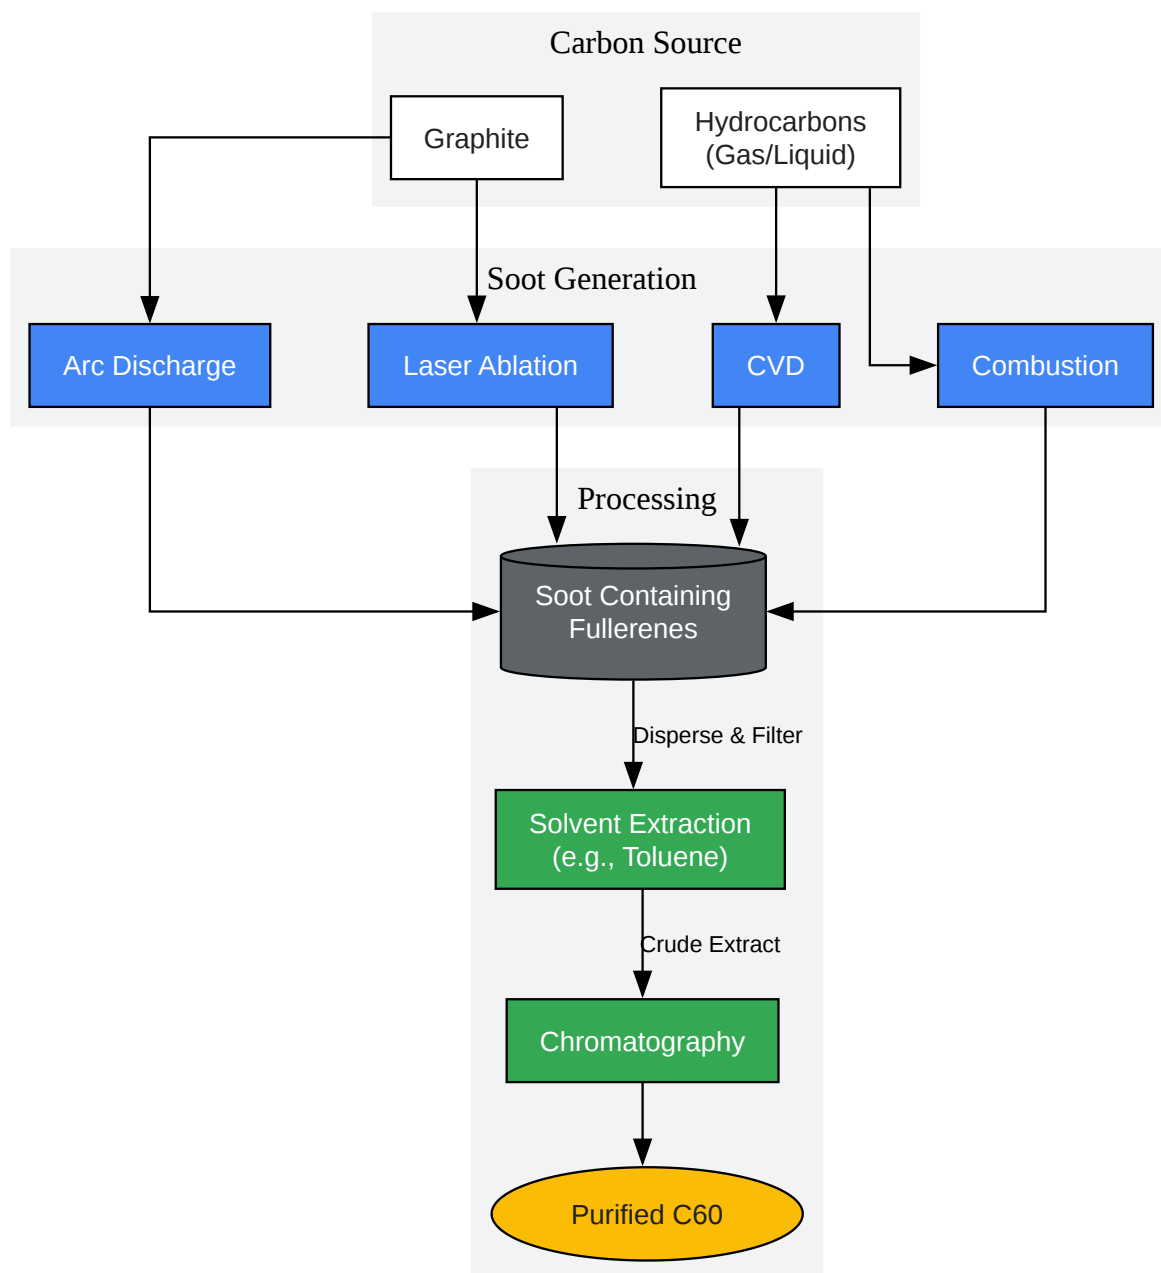 Carbon Source
Graphite
Hydrocarbons
(Gas/Liquid)
Soot Generation
Arc Discharge
Laser Ablation
CVD
Combustion
Processing
Soot Containing
Fullerenes
Disperse & Filter
Solvent Extraction
(e.g., Toluene)
Crude Extract
Chromatography
Purified C60